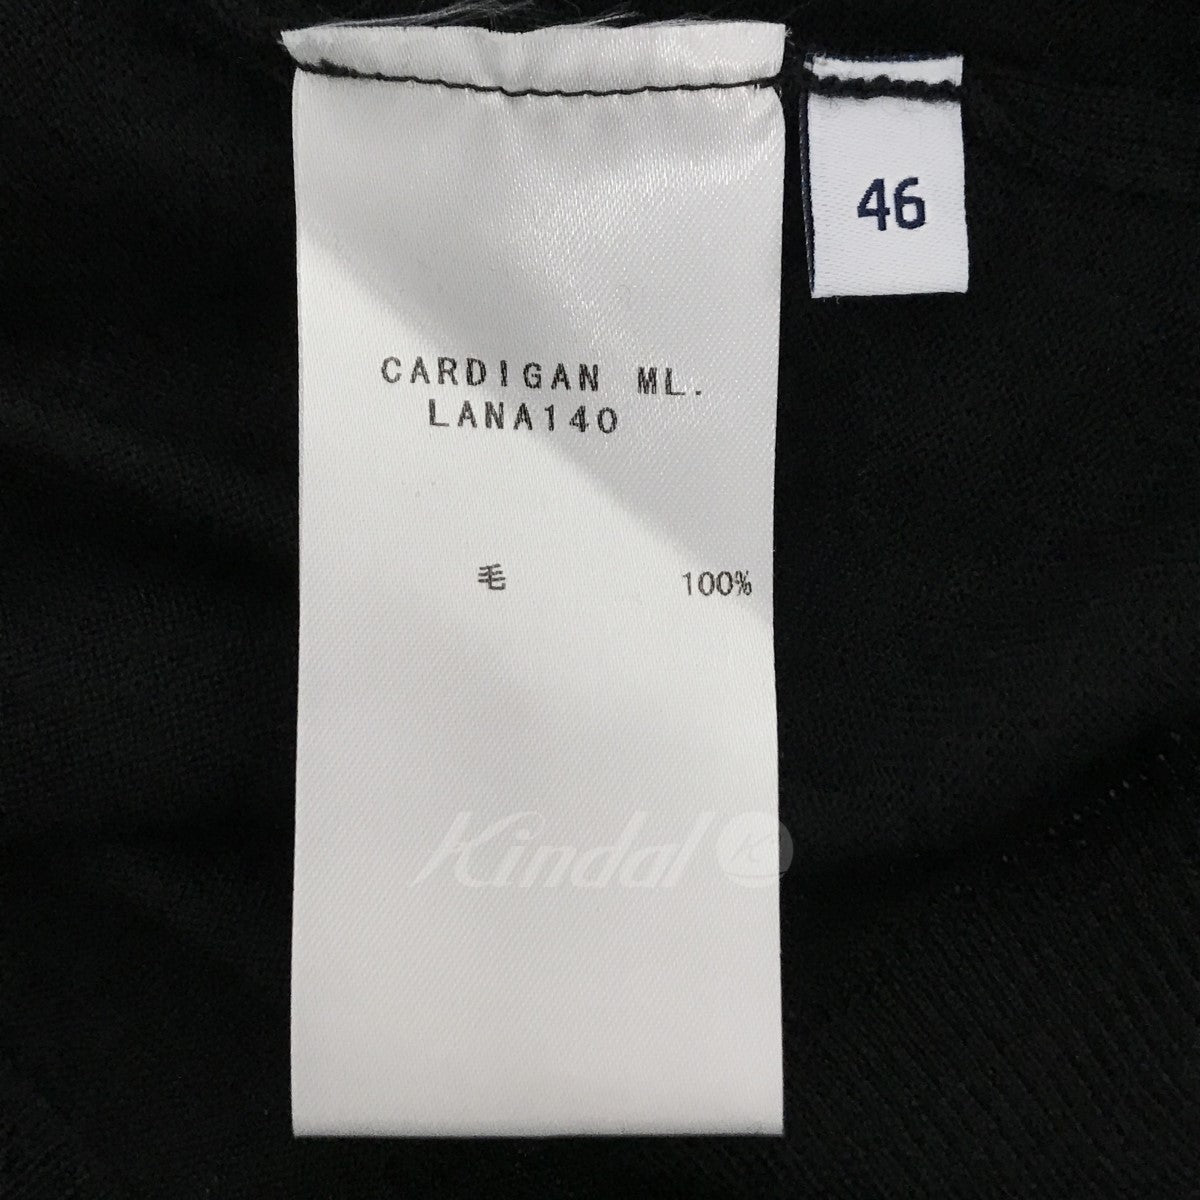 46
CARDIGAN ML.
LANA140
毛 100%
Kindal K